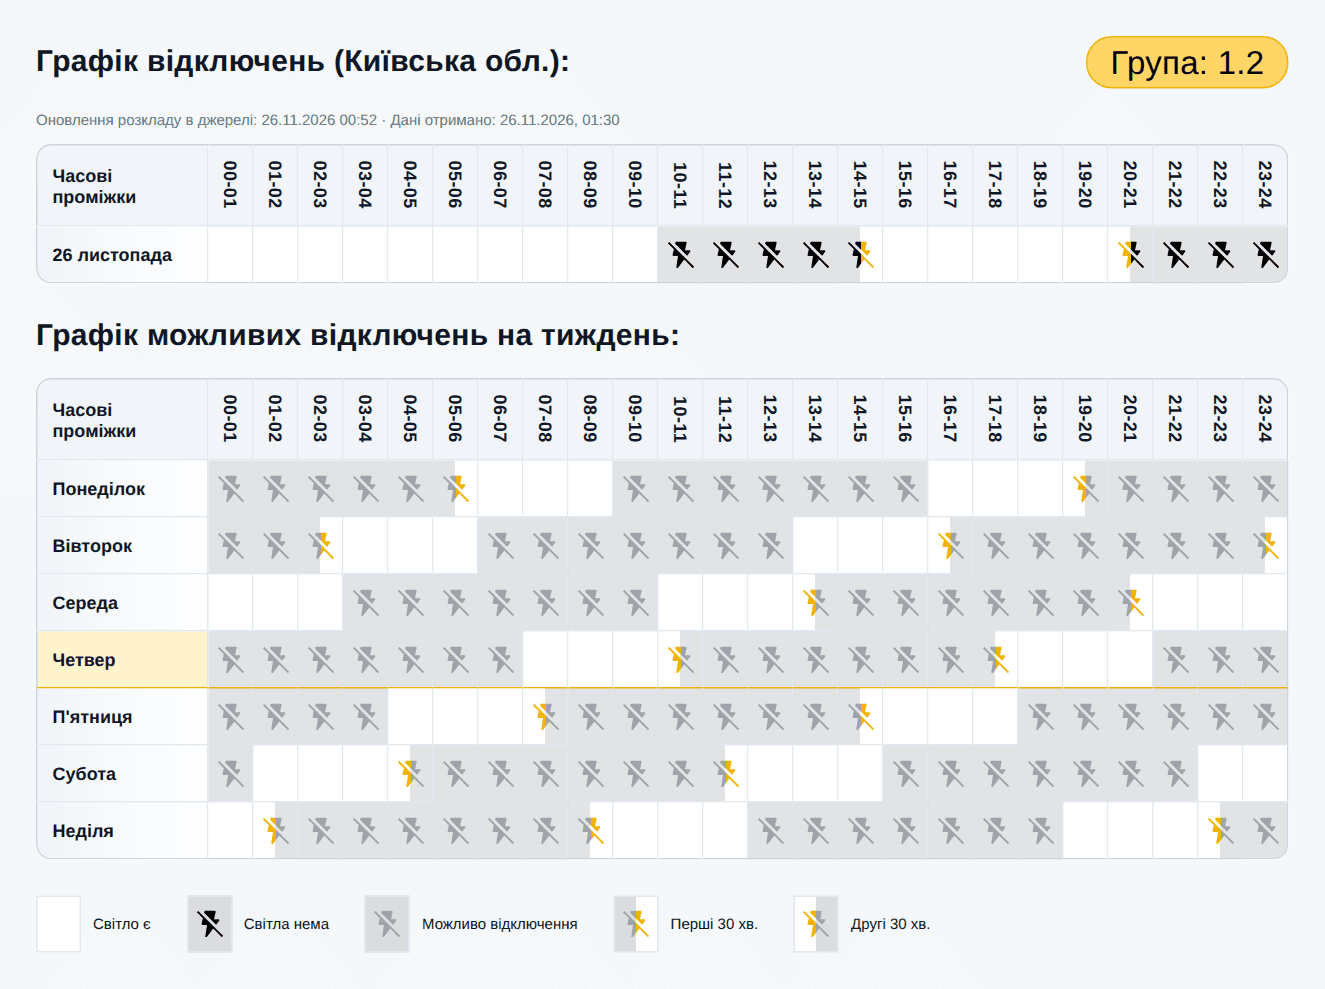 Графік відключень (Київська обл.):
Група: 1.2
Оновлення розкладу в джерелі: 26.11.2026 00:52 · Дані отримано: 26.11.2026, 01:30
Часові проміжки 00-01 01-02 02-03 03-04 04-05 05-06 06-07 07-08 08-09 09-10 10-11 11-12 12-13 13-14 14-15 15-16 16-17 17-18 18-19 19-20 20-21 21-22 22-23 23-24
26 листопада
Графік можливих відключень на тиждень:
Часові проміжки 00-01 01-02 02-03 03-04 04-05 05-06 06-07 07-08 08-09 09-10 10-11 11-12 12-13 13-14 14-15 15-16 16-17 17-18 18-19 19-20 20-21 21-22 22-23 23-24
Понеділок
Вівторок
Середа
Четвер
П'ятниця
Субота
Неділя
Світло є Світла нема Можливо відключення Перші 30 хв. Другі 30 хв.